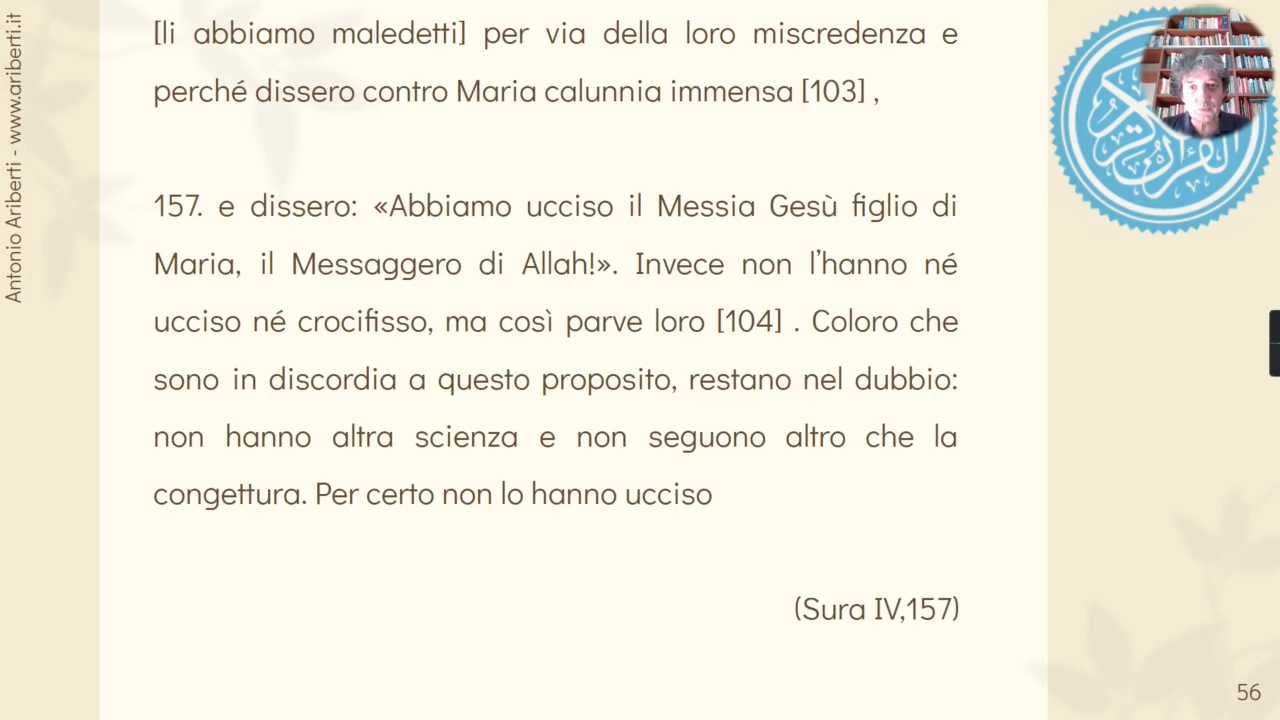 Antonio Ariberti - www.ariberti.it
[li abbiamo maledetti] per via della loro miscredenza e
perché dissero contro Maria calunnia immensa [103] ,
157. e dissero: «Abbiamo ucciso il Messia Gesù figlio di
Maria, il Messaggero di Allah!». Invece non l’hanno né
ucciso né crocifisso, ma così parve loro [104] . Coloro che
sono in discordia a questo proposito, restano nel dubbio:
non hanno altra scienza e non seguono altro che la
congettura. Per certo non lo hanno ucciso
(Sura IV,157)
56